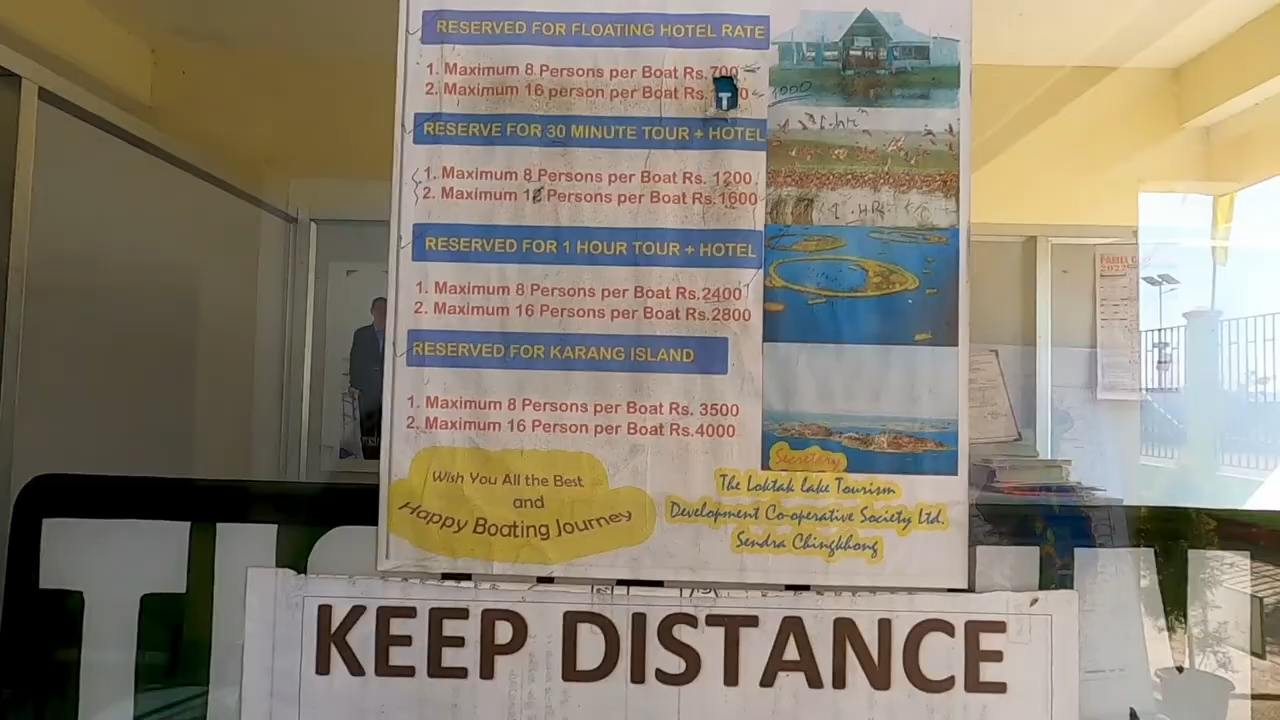 RESERVED FOR FLOATING HOTEL RATE
1. Maximum 8 Persons per Boat Rs.700
2. Maximum 16 person per Boat Rs.
1000
RESERVE FOR 30 MINUTE TOUR + HOTEL
1. Maximum 8 Persons per Boat Rs. 1200
2. Maximum 1 Persons per Boat Rs.1600
1 HR
RESERVED FOR 1 HOUR TOUR + HOTEL
1. Maximum 8 Persons per Boat Rs.2400
2. Maximum 16 Persons per Boat Rs.2800
RESERVED FOR KARANG ISLAND
1. Maximum 8 Persons per Boat Rs. 3500
2. Maximum 16 Person per Boat Rs.4000
Wish You All the Best
and
Happy Boating Journey
Secretary
The Loktak Lake Tourism
Development Co-operative Society Ltd.
Sendra Chingkhong
KEEP DISTANCE